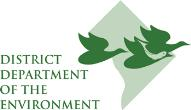 DISTRICT
DEPARTMENT
OF THE
ENVIRONMENT